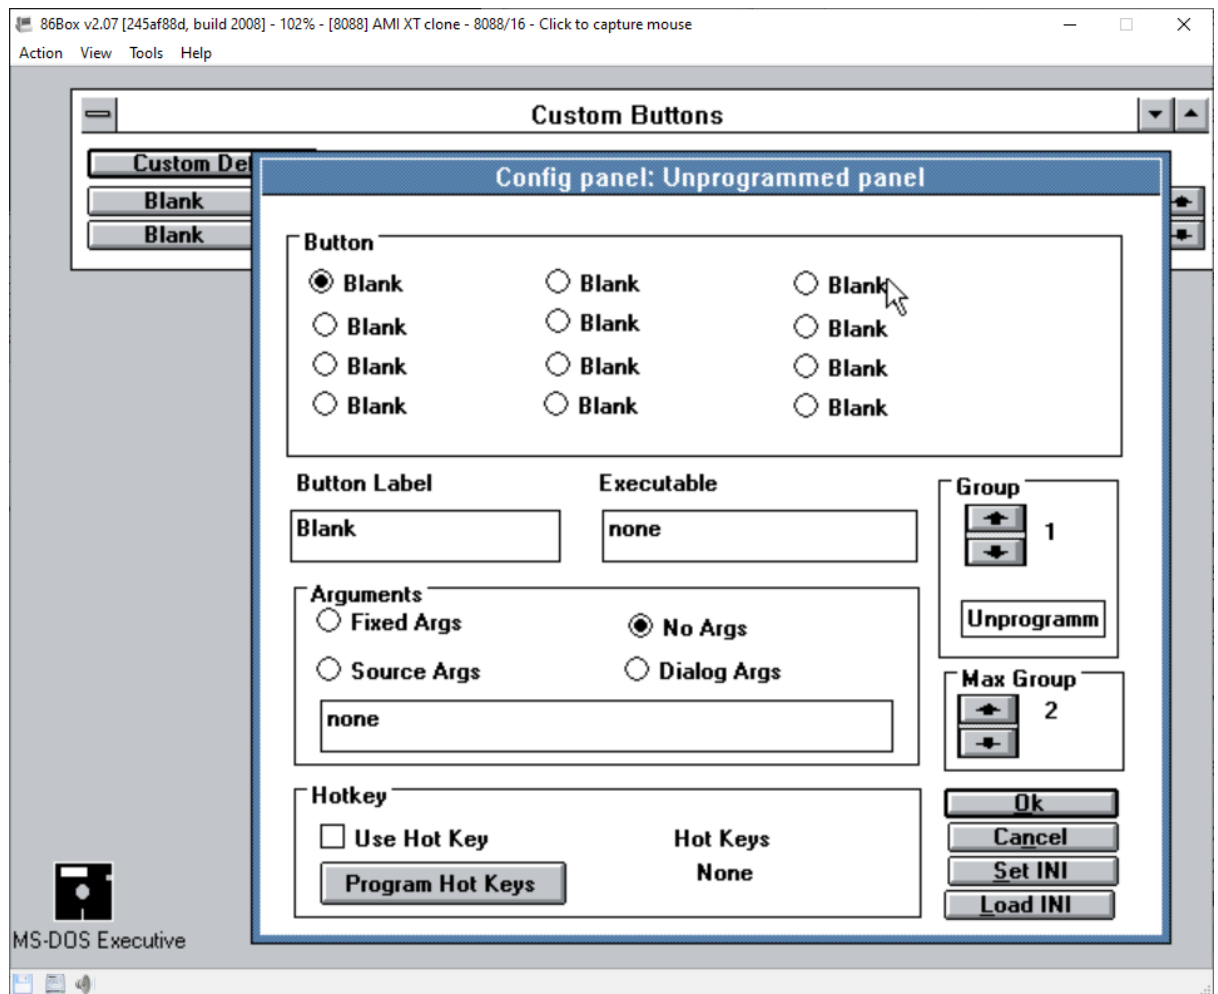 86Box v2.07 [245af88d, build 2008] - 102% - [8088] AMI XT clone - 8088/16 - Click to capture mouse
Action View Tools Help
Custom Buttons
Custom Def
Blank
Blank
Config panel: Unprogrammed panel
Button
Blank Blank Blank
Blank Blank Blank
Blank Blank Blank
Blank Blank Blank
Button Label Executable
Blank none
Group
1
Unprogramm
Arguments
Fixed Args No Args
Source Args Dialog Args
none
Max Group
2
Hotkey
Use Hot Key Hot Keys
Program Hot Keys None
Ok
Cancel
Set INI
Load INI
MS-DOS Executive